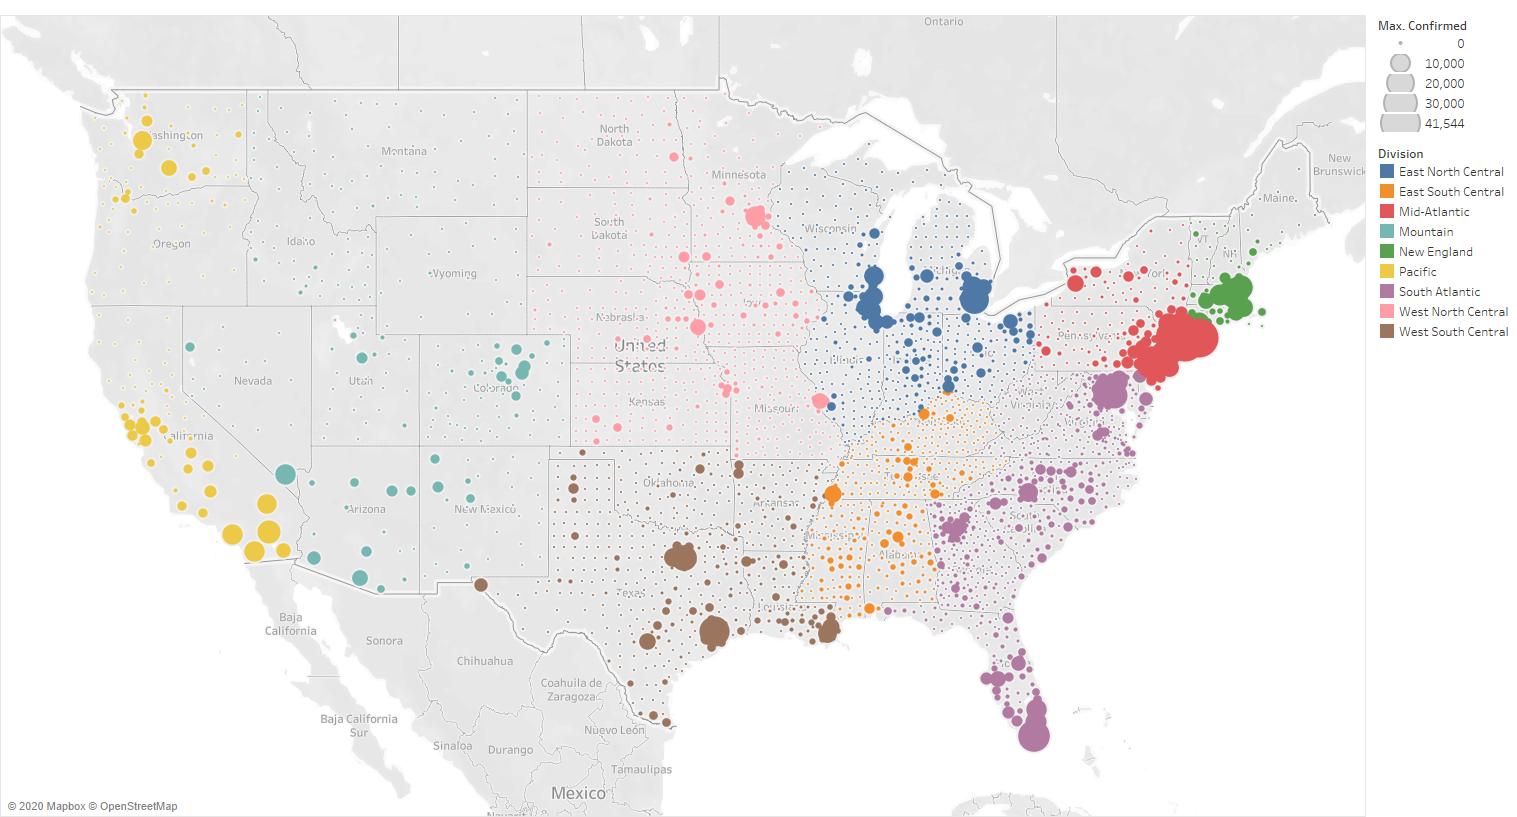 Ontario
Max. Confirmed
0
10,000
20,000
30,000
41,544
Division
East North Central
East South Central
Mid-Atlantic
Mountain
New England
Pacific
South Atlantic
West North Central
West South Central
North
Dakota
Montana
Minnesota
New
Brunswick
Maine
VT
NH
South
Dakota
Wisconsin
Oregon
Idaho
Wyoming
Nebraska
United
States
Nevada
Utah
Colorado
Kansas
Missouri
Oklahoma
Arizona
New Mexico
Texas
Alabama
Baja
California
Sonora
Chihuahua
Coahuila de
Zaragoza
Baja California
Sur
Nuevo León
Sinaloa
Durango
Tamaulipas
Mexico
Nayarit
© 2020 Mapbox © OpenStreetMap